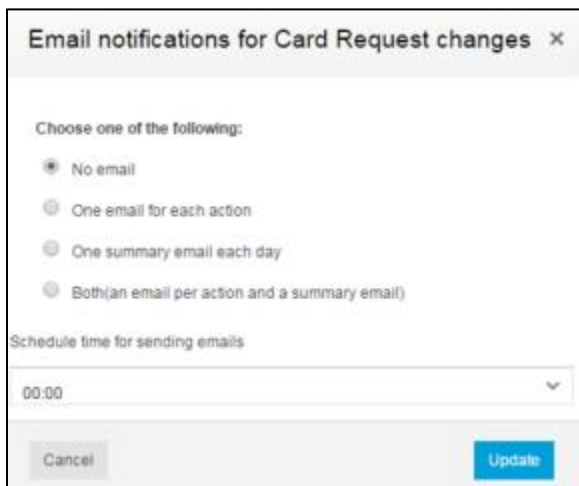 Email notifications for Card Request changes ×
Choose one of the following:
No email
One email for each action
One summary email each day
Both(an email per action and a summary email)
Schedule time for sending emails
00:00
Cancel
Update